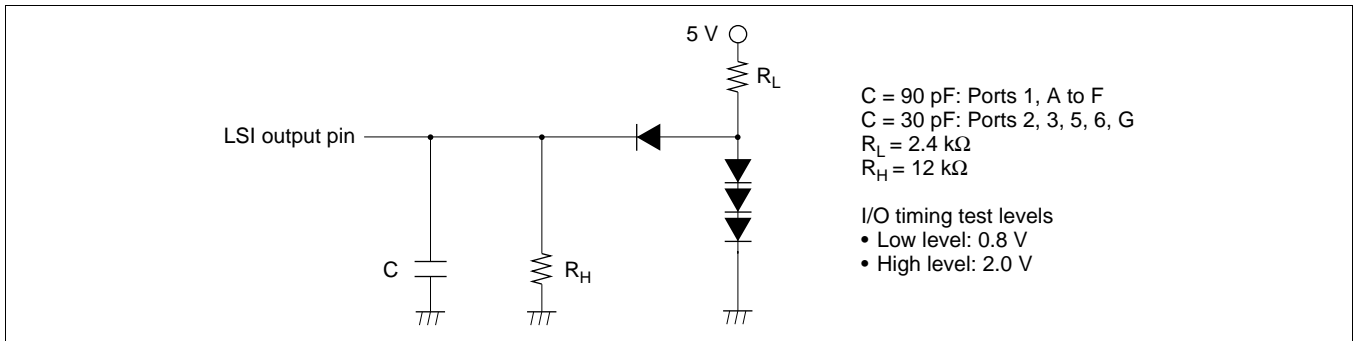 5 V
R_L
LSI output pin
C
R_H
C = 90 pF: Ports 1, A to F
C = 30 pF: Ports 2, 3, 5, 6, G
R_L = 2.4 kΩ
R_H = 12 kΩ
I/O timing test levels
• Low level: 0.8 V
• High level: 2.0 V